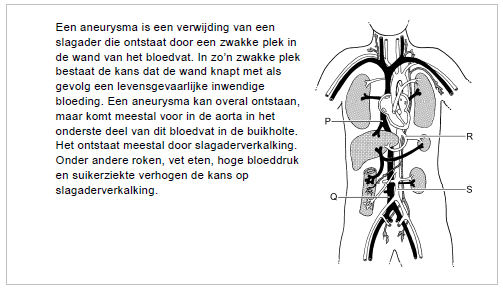 Een aneurysma is een verwijding van een
slagader die ontstaat door een zwakke plek in
de wand van het bloedvat. In zo’n zwakke plek
bestaat de kans dat de wand knapt met als
gevolg een levensgevaarlijke inwendige
bloeding. Een aneurysma kan overal ontstaan,
maar komt meestal voor in de aorta in het
onderste deel van dit bloedvat in de buikholte.
Het ontstaat meestal door slagaderverkalking.
Onder andere roken, vet eten, hoge bloeddruk
en suikerziekte verhogen de kans op
slagaderverkalking.
P
R
Q
S